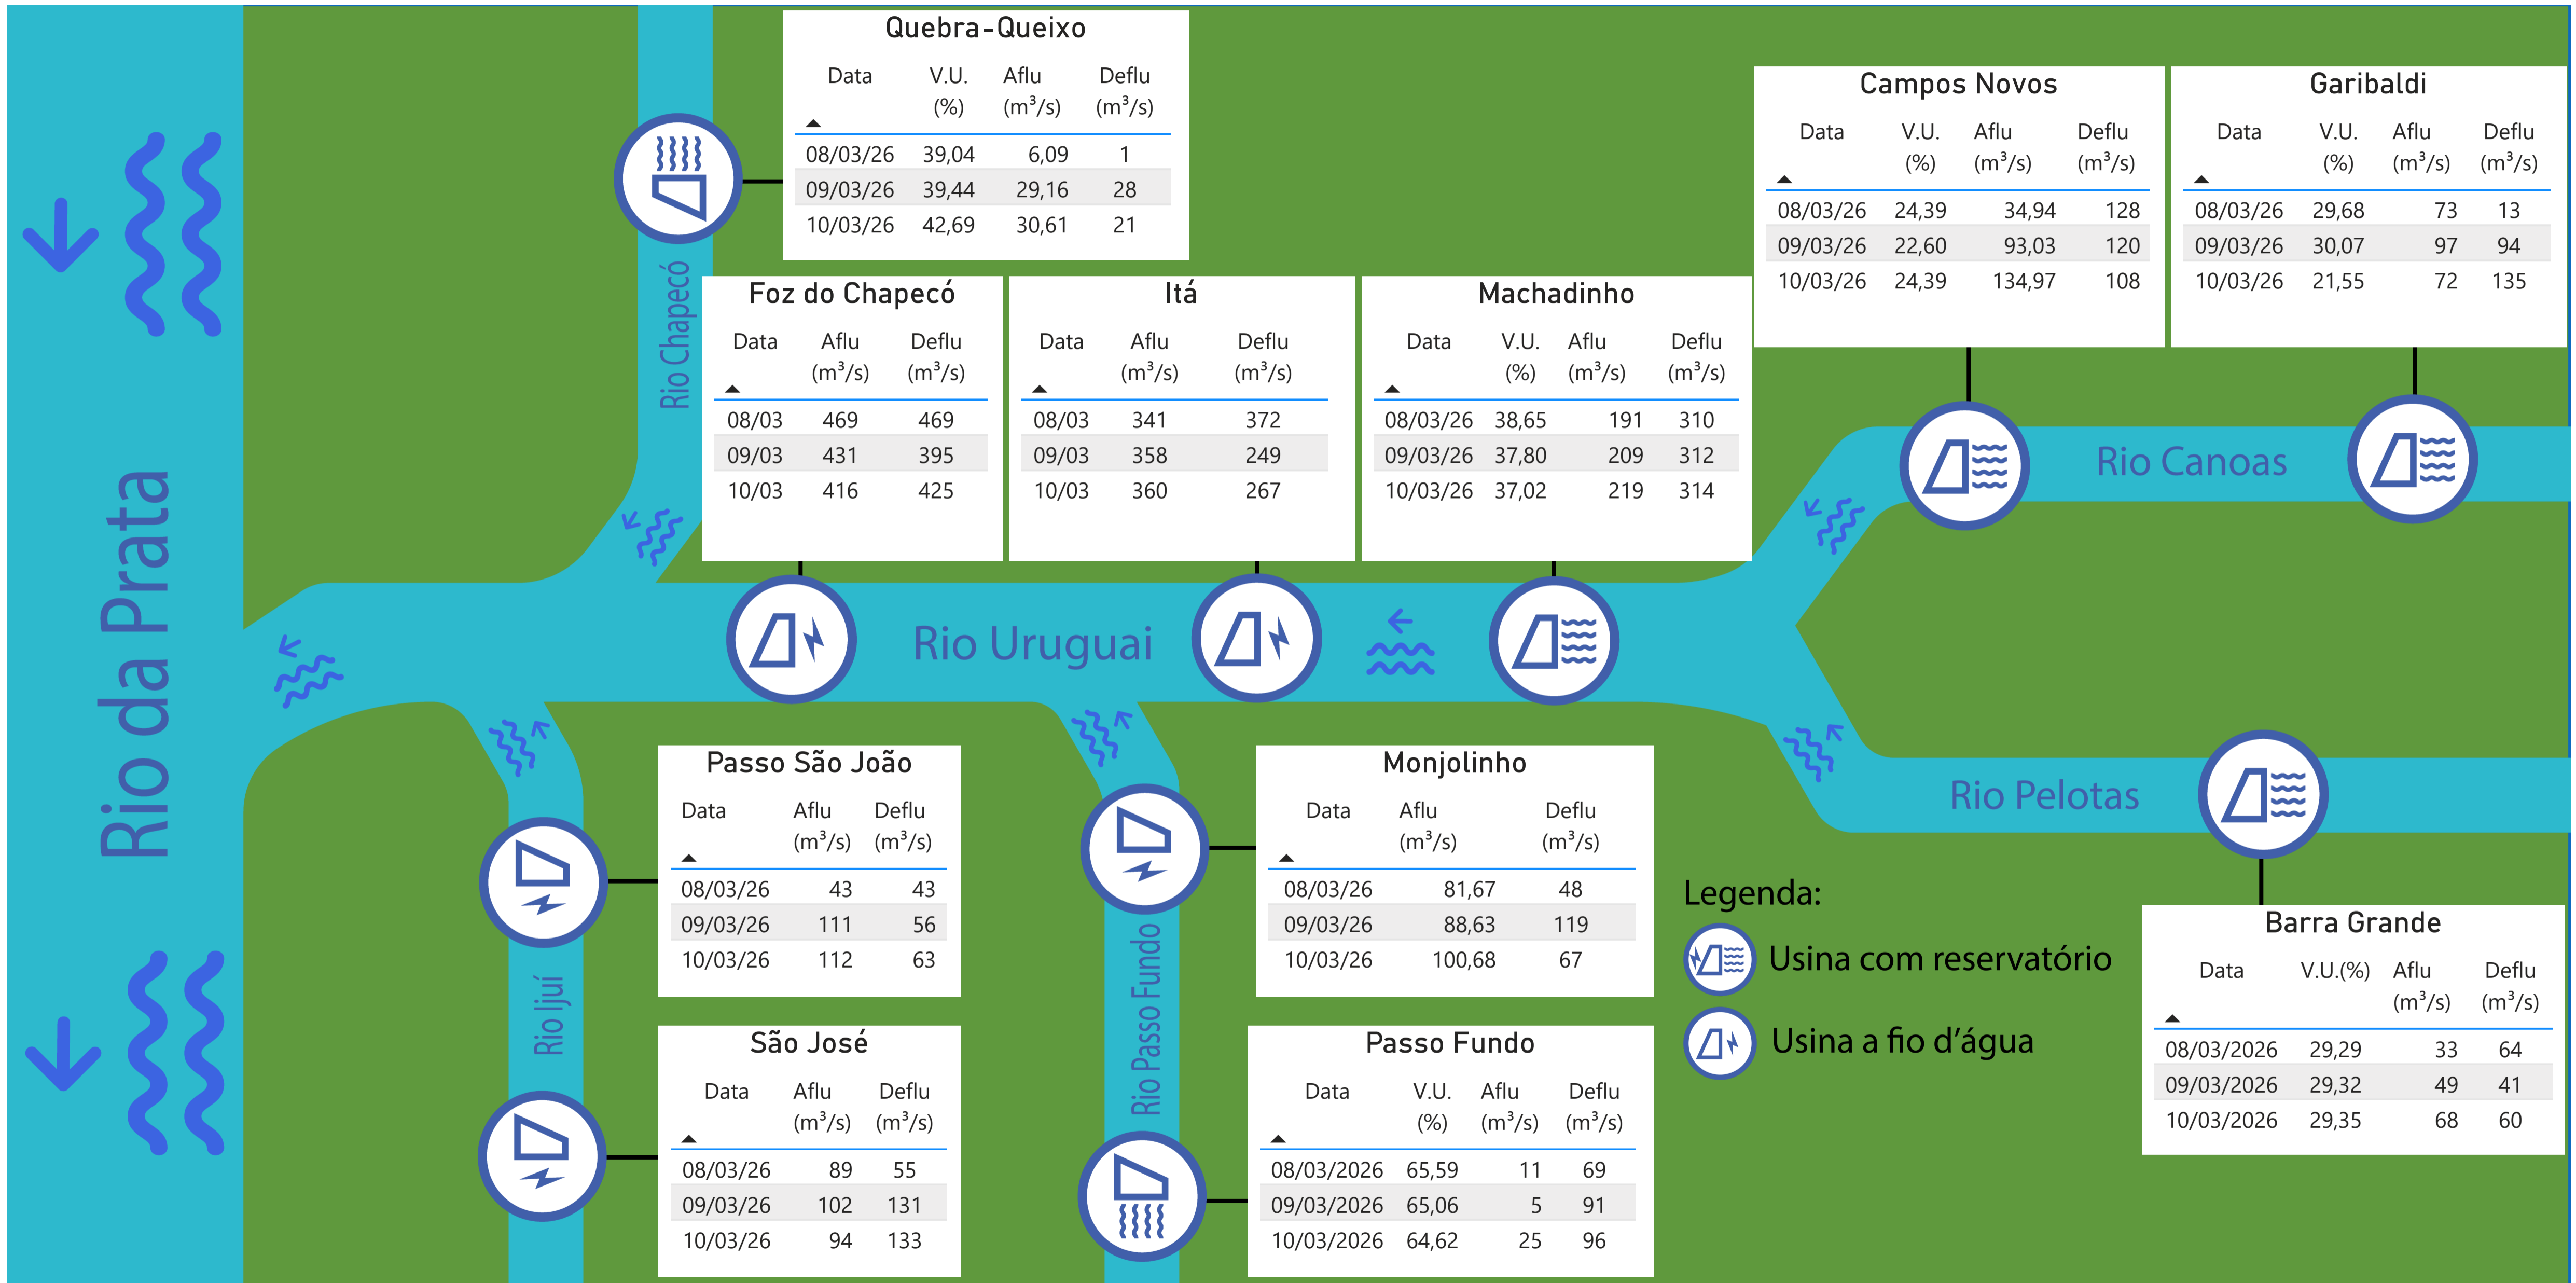 Quebra-Queixo
Data V.U. (%) Aflu (m³/s) Deflu (m³/s)
08/03/26 39,04 6,09 1
09/03/26 39,44 29,16 28
10/03/26 42,69 30,61 21
Campos Novos
Data V.U. (%) Aflu (m³/s) Deflu (m³/s)
08/03/26 24,39 34,94 128
09/03/26 22,60 93,03 120
10/03/26 24,39 134,97 108
Garibaldi
Data V.U. (%) Aflu (m³/s) Deflu (m³/s)
08/03/26 29,68 73 13
09/03/26 30,07 97 94
10/03/26 21,55 72 135
Rio Chapecó
Foz do Chapecó
Data Aflu (m³/s) Deflu (m³/s)
08/03 469 469
09/03 431 395
10/03 416 425
Itá
Data Aflu (m³/s) Deflu (m³/s)
08/03 341 372
09/03 358 249
10/03 360 267
Machadinho
Data V.U. (%) Aflu (m³/s) Deflu (m³/s)
08/03/26 38,65 191 310
09/03/26 37,80 209 312
10/03/26 37,02 219 314
Rio Canoas
Rio da Prata
Rio Uruguai
Rio Pelotas
Passo São João
Data Aflu (m³/s) Deflu (m³/s)
08/03/26 43 43
09/03/26 111 56
10/03/26 112 63
Monjolinho
Data Aflu (m³/s) Deflu (m³/s)
08/03/26 81,67 48
09/03/26 88,63 119
10/03/26 100,68 67
Legenda:
Usina com reservatório
Usina a fio d’água
Barra Grande
Data V.U.(%) Aflu (m³/s) Deflu (m³/s)
08/03/2026 29,29 33 64
09/03/2026 29,32 49 41
10/03/2026 29,35 68 60
Rio Ijuí
São José
Data Aflu (m³/s) Deflu (m³/s)
08/03/26 89 55
09/03/26 102 131
10/03/26 94 133
Rio Passo Fundo
Passo Fundo
Data V.U. (%) Aflu (m³/s) Deflu (m³/s)
08/03/2026 65,59 11 69
09/03/2026 65,06 5 91
10/03/2026 64,62 25 96